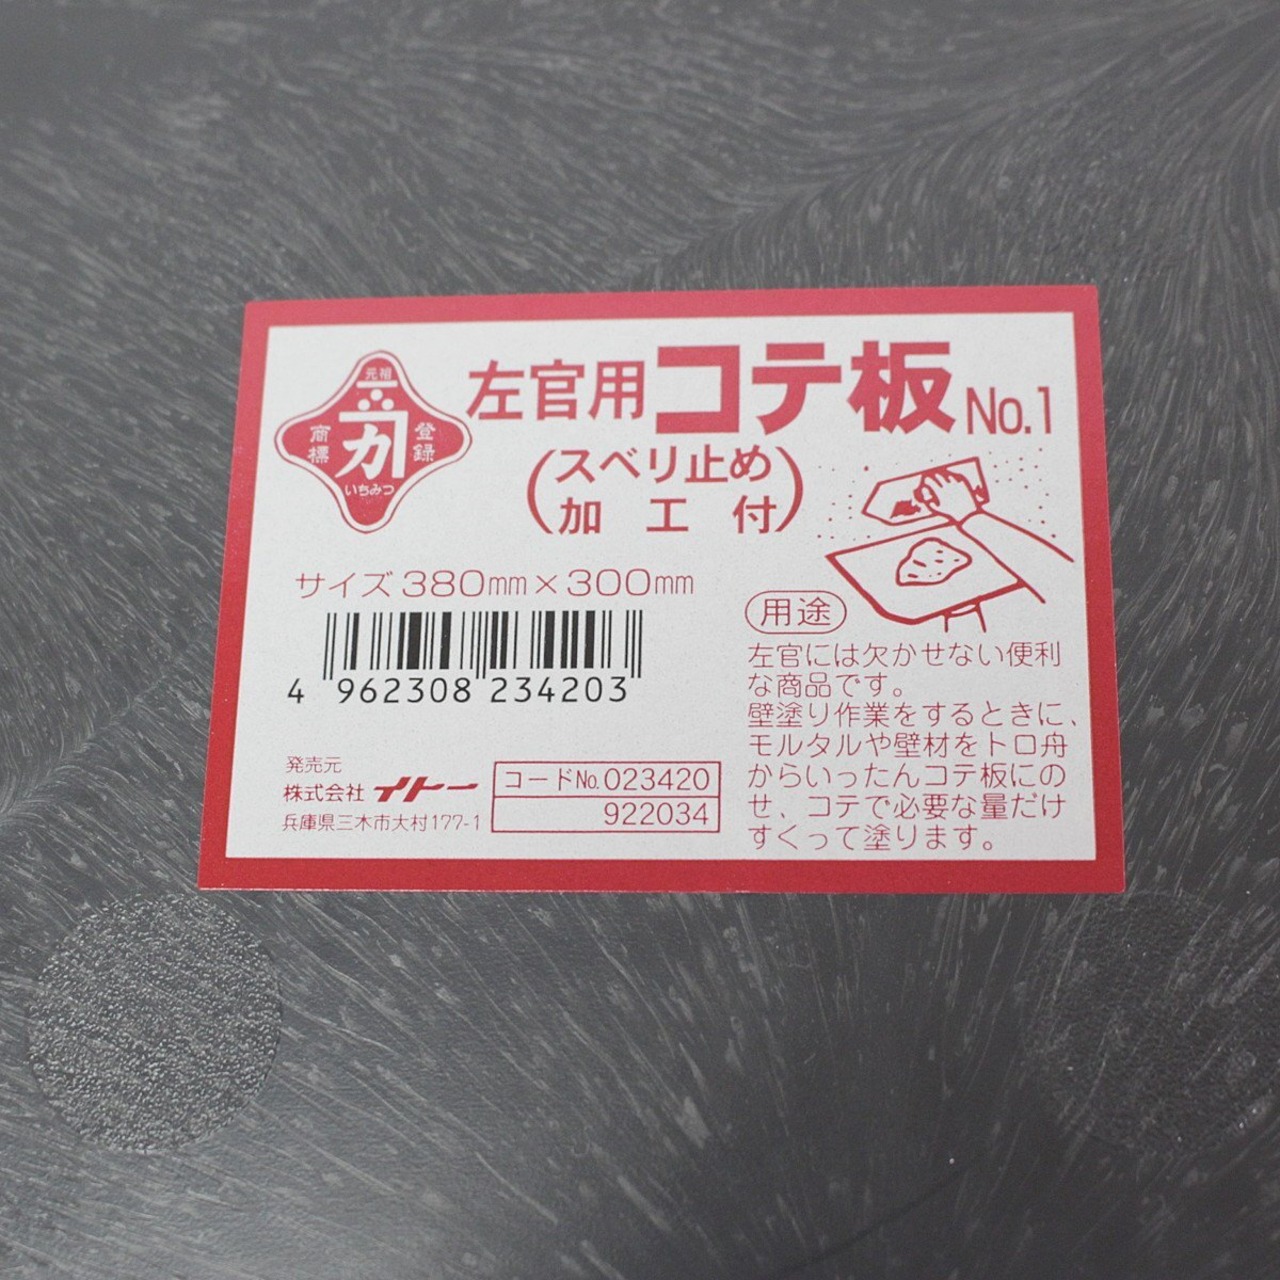 元祖
カ
商標
登録
いちみつ
左官用コテ板No.1
(スベリ止め
加工付)
サイズ380mm×300mm
4 962308 234203
用途
左官には欠かせない便利
な商品です。
壁塗り作業をするときに、
モルタルや壁材をトロ舟
からいったんコテ板にの
せ、コテで必要な量だけ
すくって塗ります。
発売元
株式会社イトー
兵庫県三木市大村177-1
コードNo.023420
922034